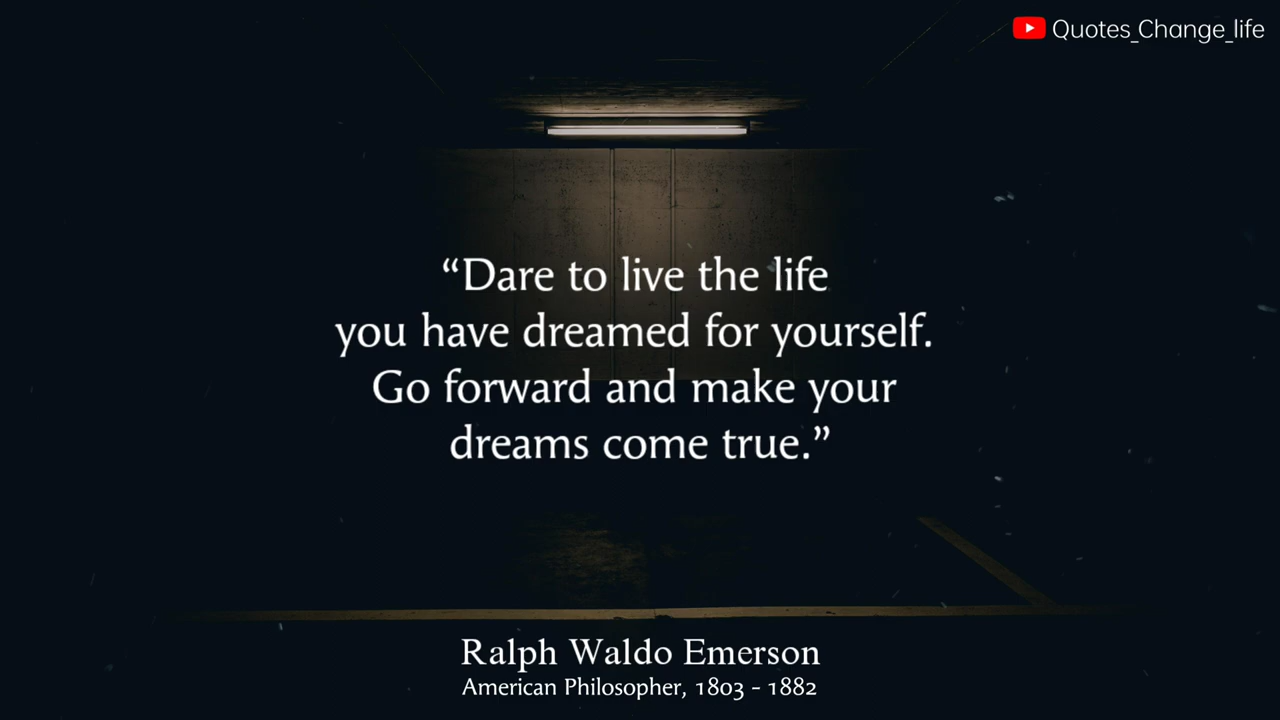 Quotes_Change_life
“Dare to live the life
you have dreamed for yourself.
Go forward and make your
dreams come true.”
Ralph Waldo Emerson
American Philosopher, 1803 - 1882